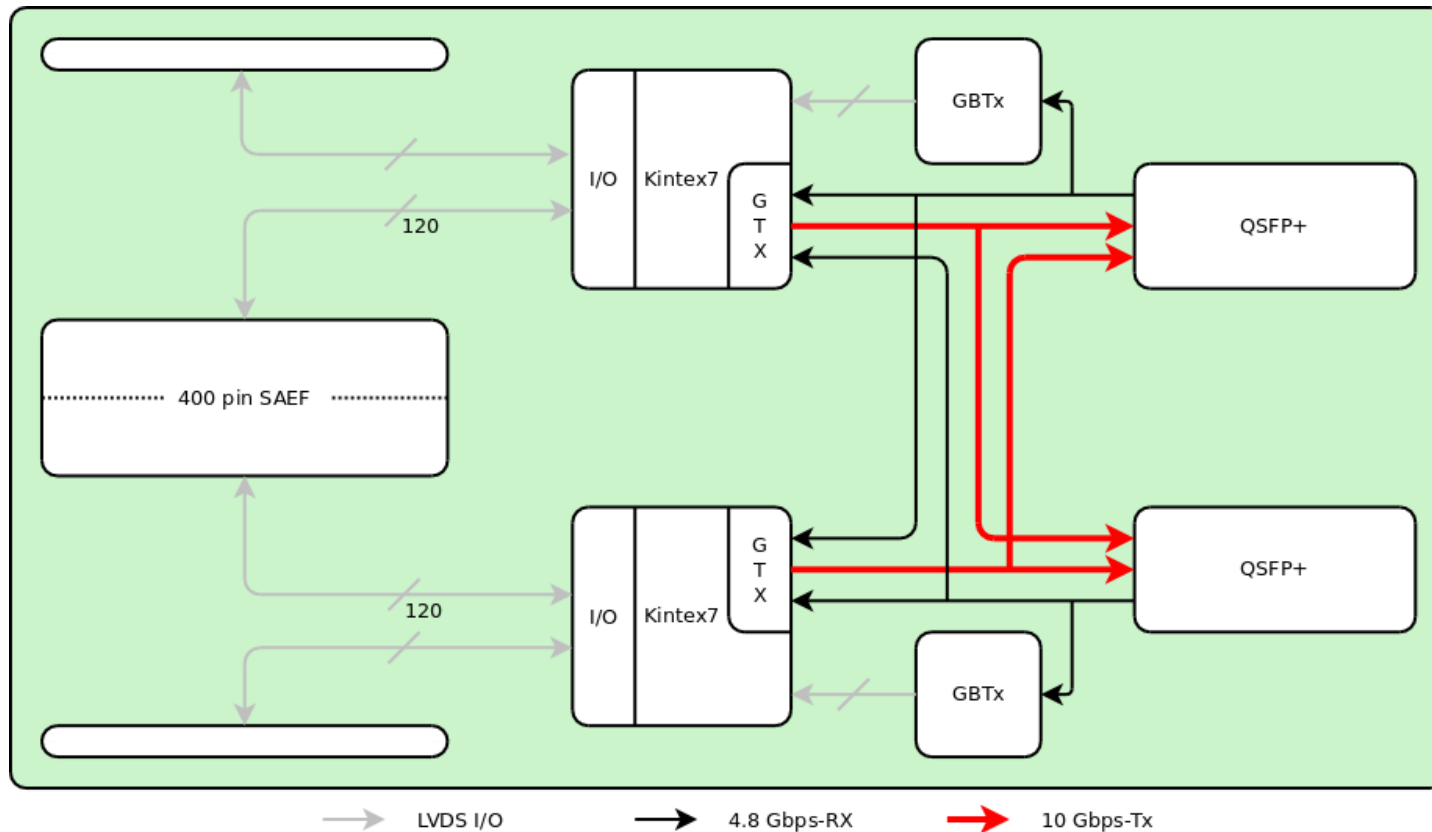 GBTx
I/O
Kintex7
G
T
X
QSFP+
120
400 pin SAEF
I/O
Kintex7
G
T
X
QSFP+
120
GBTx
LVDS I/O
4.8 Gbps-RX
10 Gbps-Tx